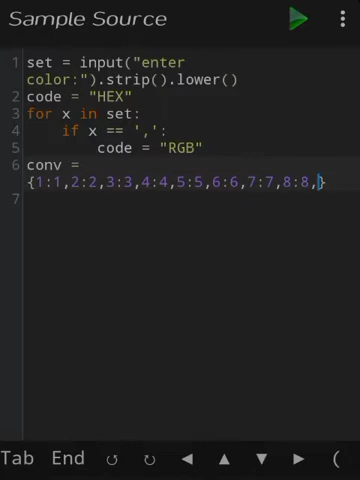 Sample Source
1 set = input("enter
color:").strip().lower()
2 code = "HEX"
3 for x in set:
4     if x == ',':
5         code = "RGB"
6 conv =
{1:1,2:2,3:3,4:4,5:5,6:6,7:7,8:8,}
7
Tab End ↺ ↻ ◀ ▲ ▼ ▶ (